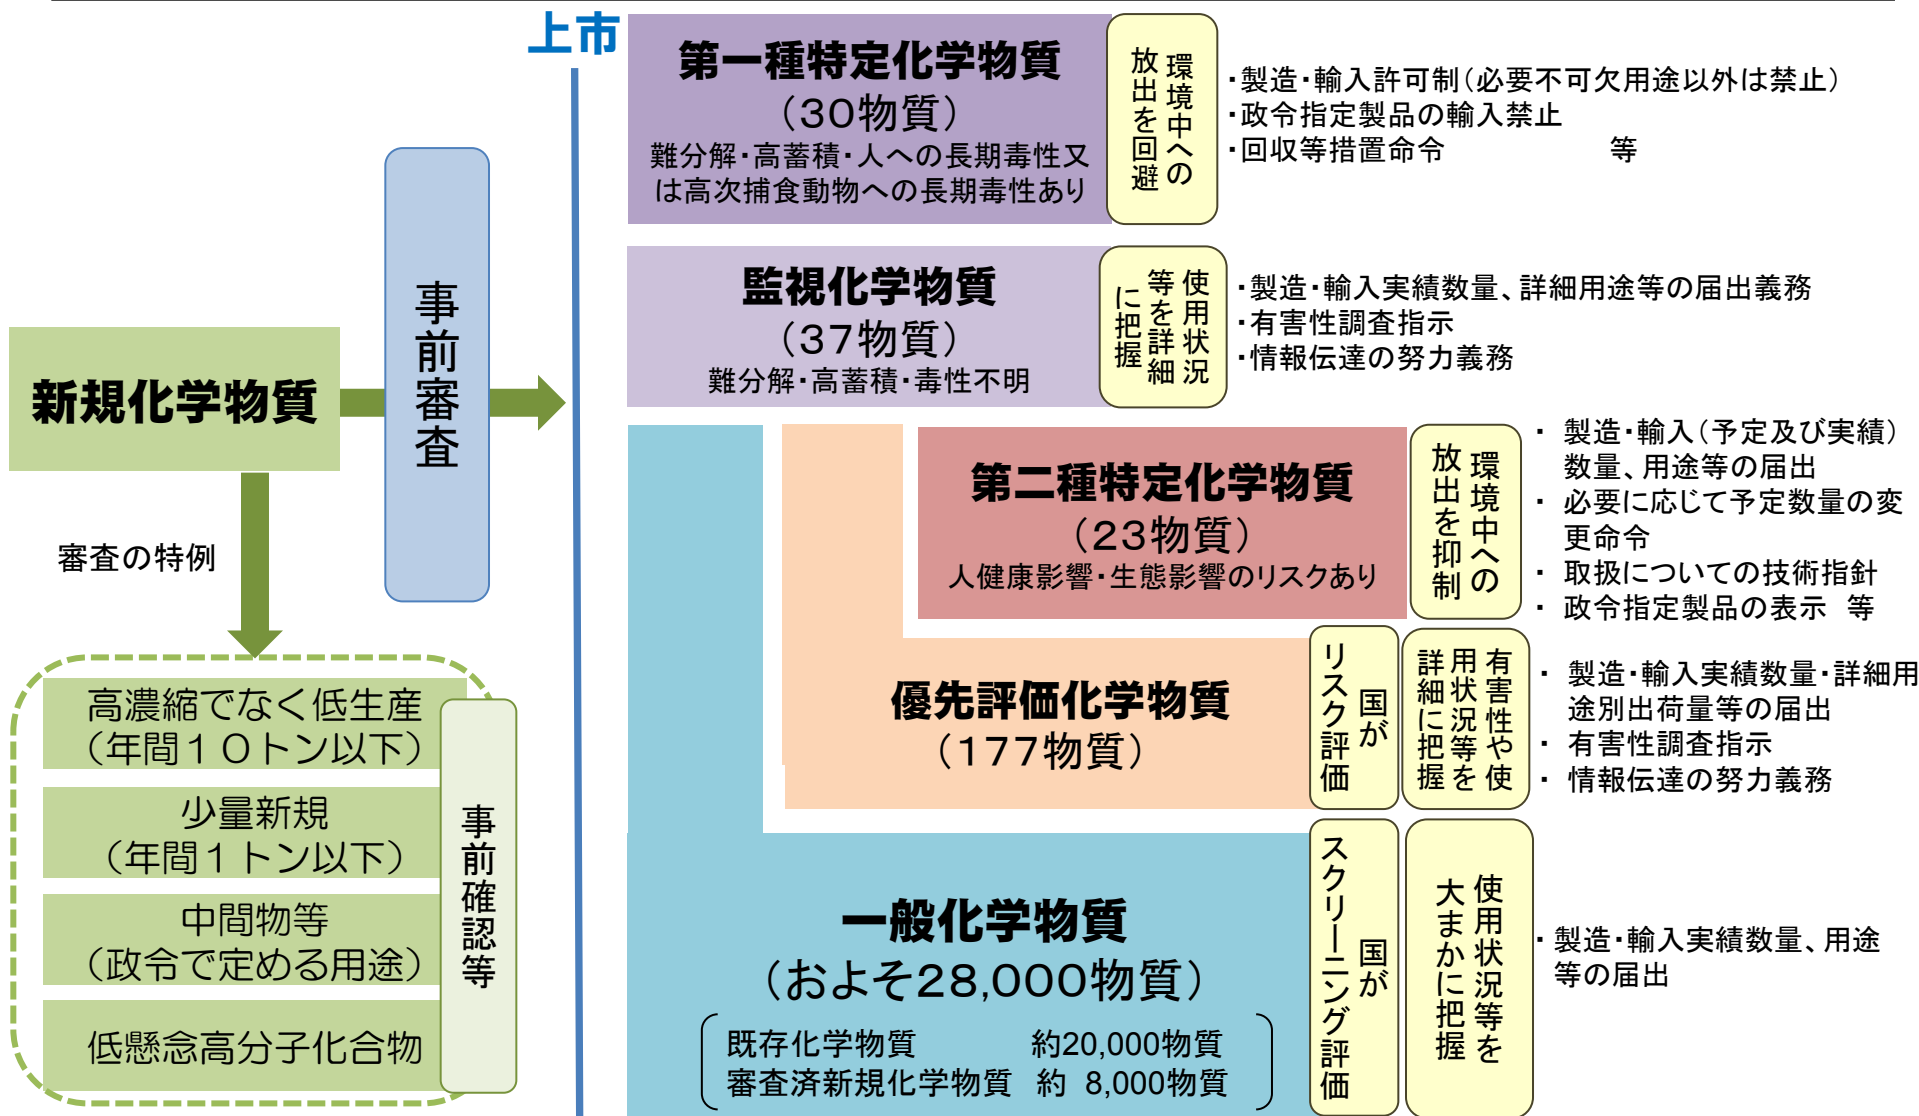 上市
新規化学物質
事前審査
審査の特例
高濃縮でなく低生産
（年間１０トン以下）
少量新規
（年間１トン以下）
中間物等
（政令で定める用途）
低懸念高分子化合物
事前確認等
第一種特定化学物質
（30物質）
難分解・高蓄積・人への長期毒性又
は高次捕食動物への長期毒性あり
環境中への
放出を回避
・製造・輸入許可制（必要不可欠用途以外は禁止）
・政令指定製品の輸入禁止
・回収等措置命令　　　　　等
監視化学物質
（37物質）
難分解・高蓄積・毒性不明
使用状況
等を詳細
に把握
・製造・輸入実績数量、詳細用途等の届出義務
・有害性調査指示
・情報伝達の努力義務
第二種特定化学物質
（23物質）
人健康影響・生態影響のリスクあり
環境中への
放出を抑制
・ 製造・輸入（予定及び実績）
数量、用途等の届出
・ 必要に応じて予定数量の変
更命令
・ 取扱についての技術指針
・ 政令指定製品の表示　等
優先評価化学物質
（177物質）
国が
リスク評価
有害性や使
用状況等を
詳細に把握
・ 製造・輸入実績数量・詳細用
途別出荷量等の届出
・ 有害性調査指示
・ 情報伝達の努力義務
一般化学物質
（およそ28,000物質）
既存化学物質　　　約20,000物質
審査済新規化学物質　約 8,000物質
国が
スクリーニング評価
使用状況等を
大まかに把握
・製造・輸入実績数量、用途
等の届出